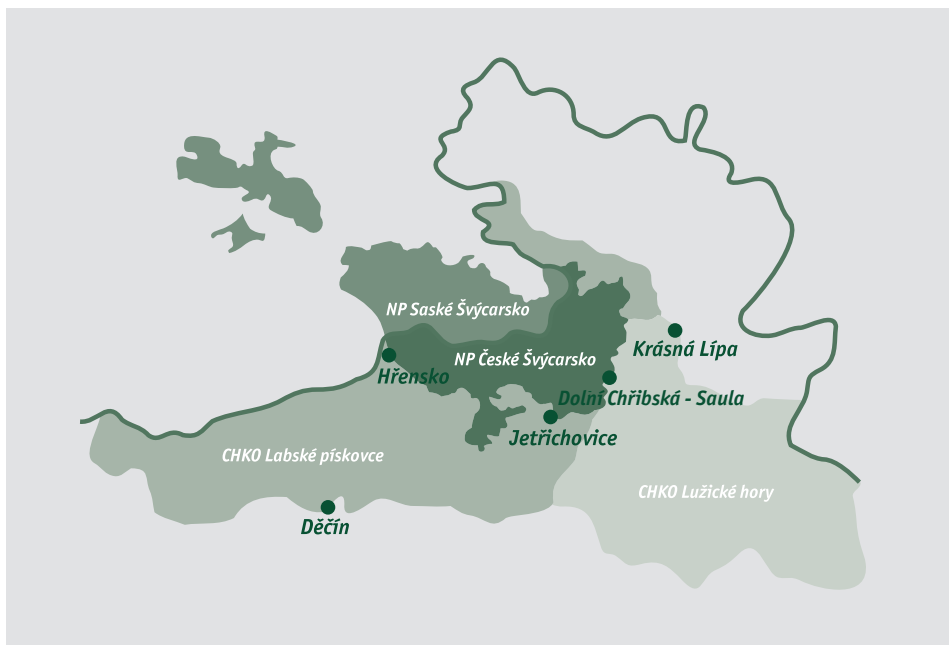 NP Saské Švýcarsko
Krásná Lípa
NP České Švýcarsko
Hřensko
Dolní Chřibská - Saula
Jetřichovice
CHKO Labské pískovce
CHKO Lužické hory
Děčín